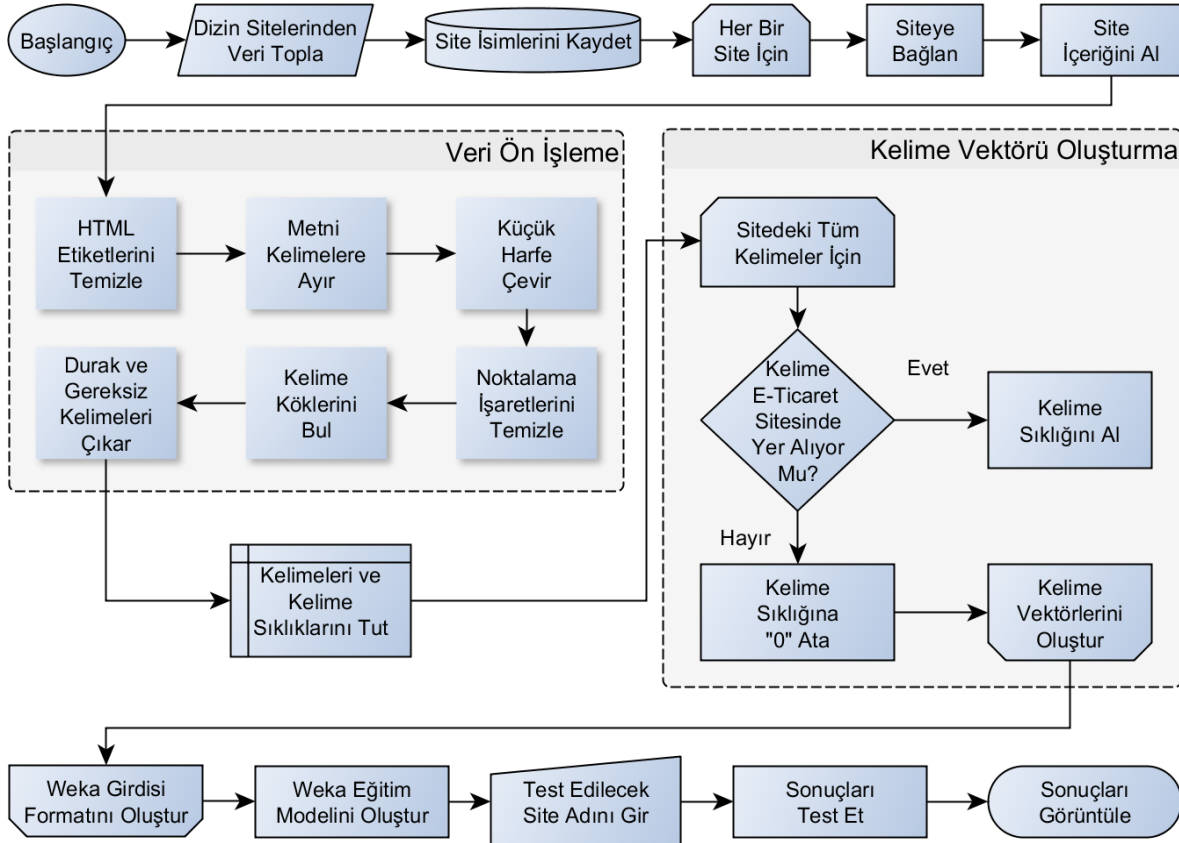 Başlangıç
Dizin Sitelerinden
Veri Topla
Site İsimlerini Kaydet
Her Bir
Site İçin
Siteye
Bağlan
Site
İçeriğini Al
Veri Ön İşleme
HTML
Etiketlerini
Temizle
Metni
Kelimelere
Ayır
Küçük
Harfe
Çevir
Noktalama
İşaretlerini
Temizle
Kelime
Köklerini
Bul
Durak ve
Gereksiz
Kelimeleri
Çıkar
Kelimeleri ve
Kelime
Sıklıklarını Tut
Kelime Vektörü Oluşturma
Sitedeki Tüm
Kelimeler İçin
Kelime
E-Ticaret
Sitesinde
Yer Alıyor
Mu?
Evet
Kelime
Sıklığını Al
Hayır
Kelime
Sıklığına
"0" Ata
Kelime
Vektörlerini
Oluştur
Weka Girdisi
Formatını Oluştur
Weka Eğitim
Modelini Oluştur
Test Edilecek
Site Adını Gir
Sonuçları
Test Et
Sonuçları
Görüntüle